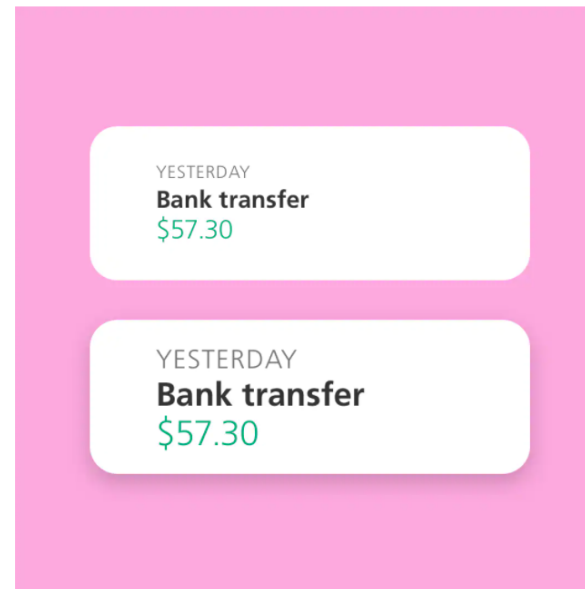 YESTERDAY
Bank transfer
$57.30
YESTERDAY
Bank transfer
$57.30